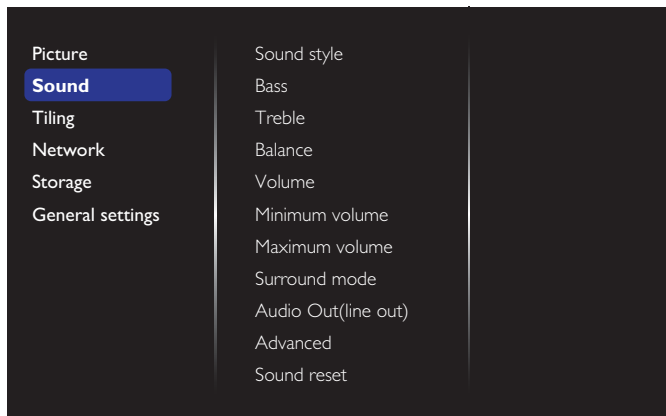 Picture
Sound
Tiling
Network
Storage
General settings
Sound style
Bass
Treble
Balance
Volume
Minimum volume
Maximum volume
Surround mode
Audio Out(line out)
Advanced
Sound reset